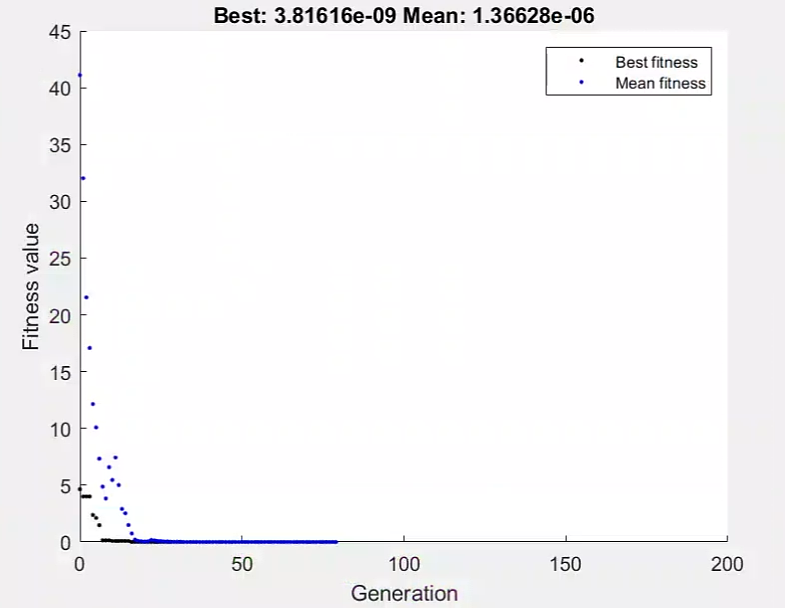 Best: 3.81616e-09 Mean: 1.36628e-06
45
40
35
30
25
20
15
10
5
0
Fitness value
Best fitness
Mean fitness
0 50 100 150 200
Generation